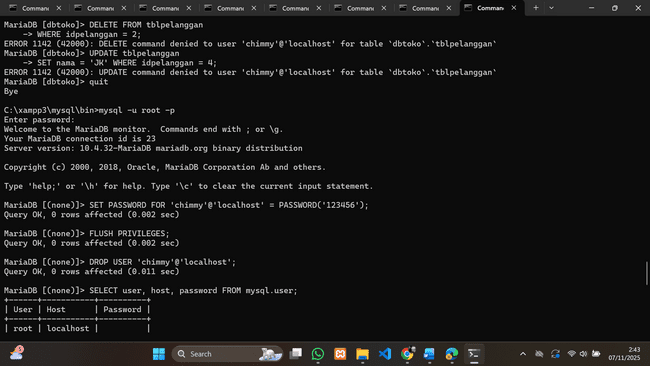 Command Command Command Command Command Command Command Command
MariaDB [dbtoko]> DELETE FROM tblpelanggan
    -> WHERE idpelanggan = 2;
ERROR 1142 (42000): DELETE command denied to user 'chimmy'@'localhost' for table `dbtoko`.`tblpelanggan`
MariaDB [dbtoko]> UPDATE tblpelanggan
    -> SET nama = 'JK' WHERE idpelanggan = 4;
ERROR 1142 (42000): UPDATE command denied to user 'chimmy'@'localhost' for table `dbtoko`.`tblpelanggan`
MariaDB [dbtoko]> quit
Bye
C:\xampp3\mysql\bin>mysql -u root -p
Enter password:
Welcome to the MariaDB monitor.  Commands end with ; or \g.
Your MariaDB connection id is 23
Server version: 10.4.32-MariaDB mariadb.org binary distribution
Copyright (c) 2000, 2018, Oracle, MariaDB Corporation Ab and others.
Type 'help;' or '\h' for help. Type '\c' to clear the current input statement.
MariaDB [(none)]> SET PASSWORD FOR 'chimmy'@'localhost' = PASSWORD('123456');
Query OK, 0 rows affected (0.002 sec)
MariaDB [(none)]> FLUSH PRIVILEGES;
Query OK, 0 rows affected (0.002 sec)
MariaDB [(none)]> DROP USER 'chimmy'@'localhost';
Query OK, 0 rows affected (0.011 sec)
MariaDB [(none)]> SELECT user, host, password FROM mysql.user;
+------+-----------+----------+
| User | Host      | Password |
+------+-----------+----------+
| root | localhost |          |
Search
2:43
07/11/2025